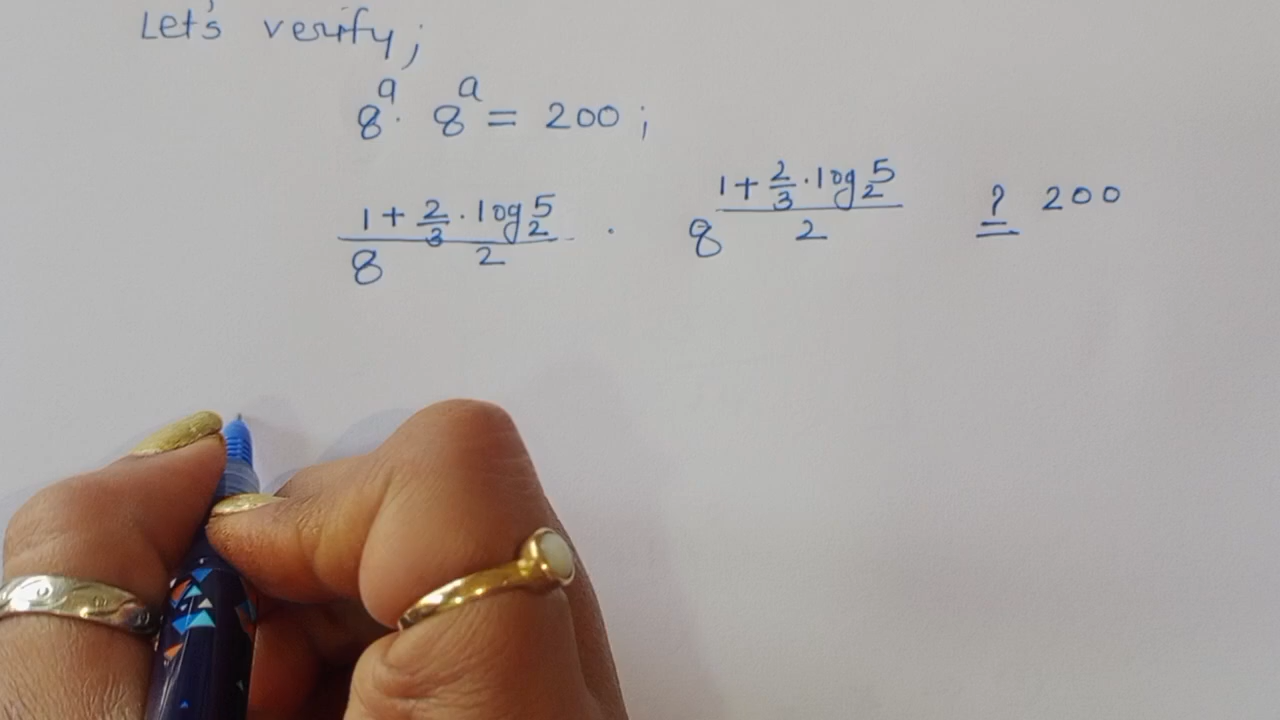 Let's verify;
8^a · 8^a = 200 ;
8^((1 + 2/3 · log_2 5)/2) · 8^((1 + 2/3 · log_2 5)/2) ≟ 200